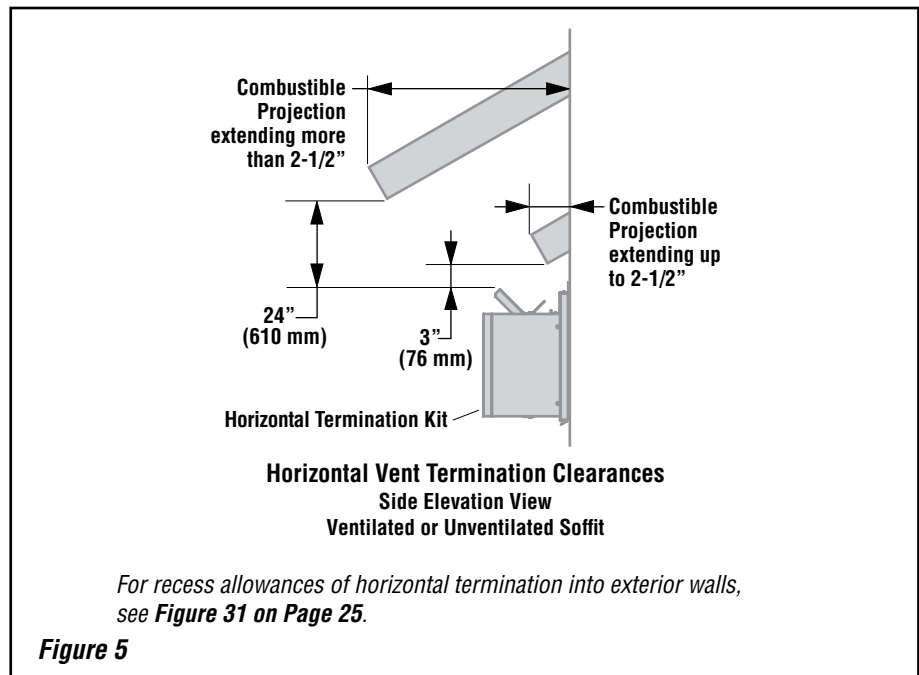 Combustible
Projection
extending more
than 2-1/2”
Combustible
Projection
extending up
to 2-1/2”
24”
(610 mm)
3”
(76 mm)
Horizontal Termination Kit
Horizontal Vent Termination Clearances
Side Elevation View
Ventilated or Unventilated Soffit
For recess allowances of horizontal termination into exterior walls,
see Figure 31 on Page 25.
Figure 5